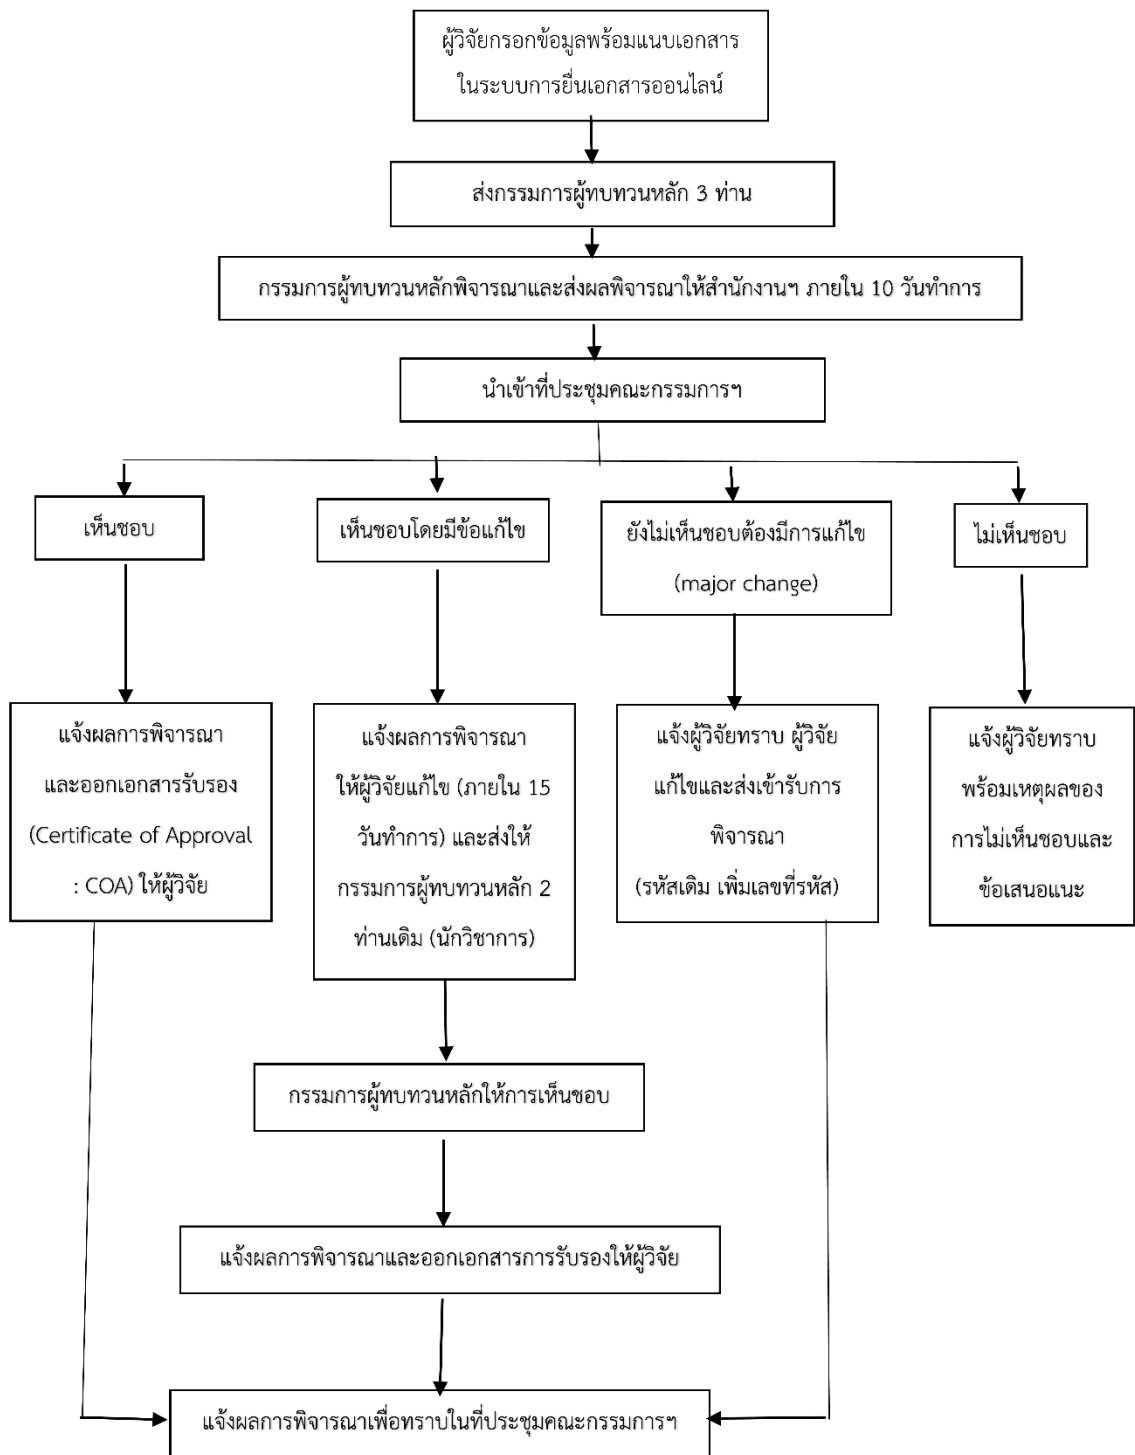 ผู้วิจัยกรอกข้อมูลพร้อมแนบเอกสาร
ในระบบการยื่นเอกสารออนไลน์
ส่งกรรมการผู้ทบทวนหลัก 3 ท่าน
กรรมการผู้ทบทวนหลักพิจารณาและส่งผลพิจารณาให้สำนักงานฯ ภายใน 10 วันทำการ
นำเข้าที่ประชุมคณะกรรมการฯ
เห็นชอบ
เห็นชอบโดยมีข้อแก้ไข
ยังไม่เห็นชอบต้องมีการแก้ไข
(major change)
ไม่เห็นชอบ
แจ้งผลการพิจารณา
และออกเอกสารรับรอง
(Certificate of Approval
: COA) ให้ผู้วิจัย
แจ้งผลการพิจารณา
ให้ผู้วิจัยแก้ไข (ภายใน 15
วันทำการ) และส่งให้
กรรมการผู้ทบทวนหลัก 2
ท่านเดิม (นักวิชาการ)
แจ้งผู้วิจัยทราบ ผู้วิจัย
แก้ไขและส่งเข้ารับการ
พิจารณา
(รหัสเดิม เพิ่มเลขที่รหัส)
แจ้งผู้วิจัยทราบ
พร้อมเหตุผลของ
การไม่เห็นชอบและ
ข้อเสนอแนะ
กรรมการผู้ทบทวนหลักให้การเห็นชอบ
แจ้งผลการพิจารณาและออกเอกสารการรับรองให้ผู้วิจัย
แจ้งผลการพิจารณาเพื่อทราบในที่ประชุมคณะกรรมการฯ